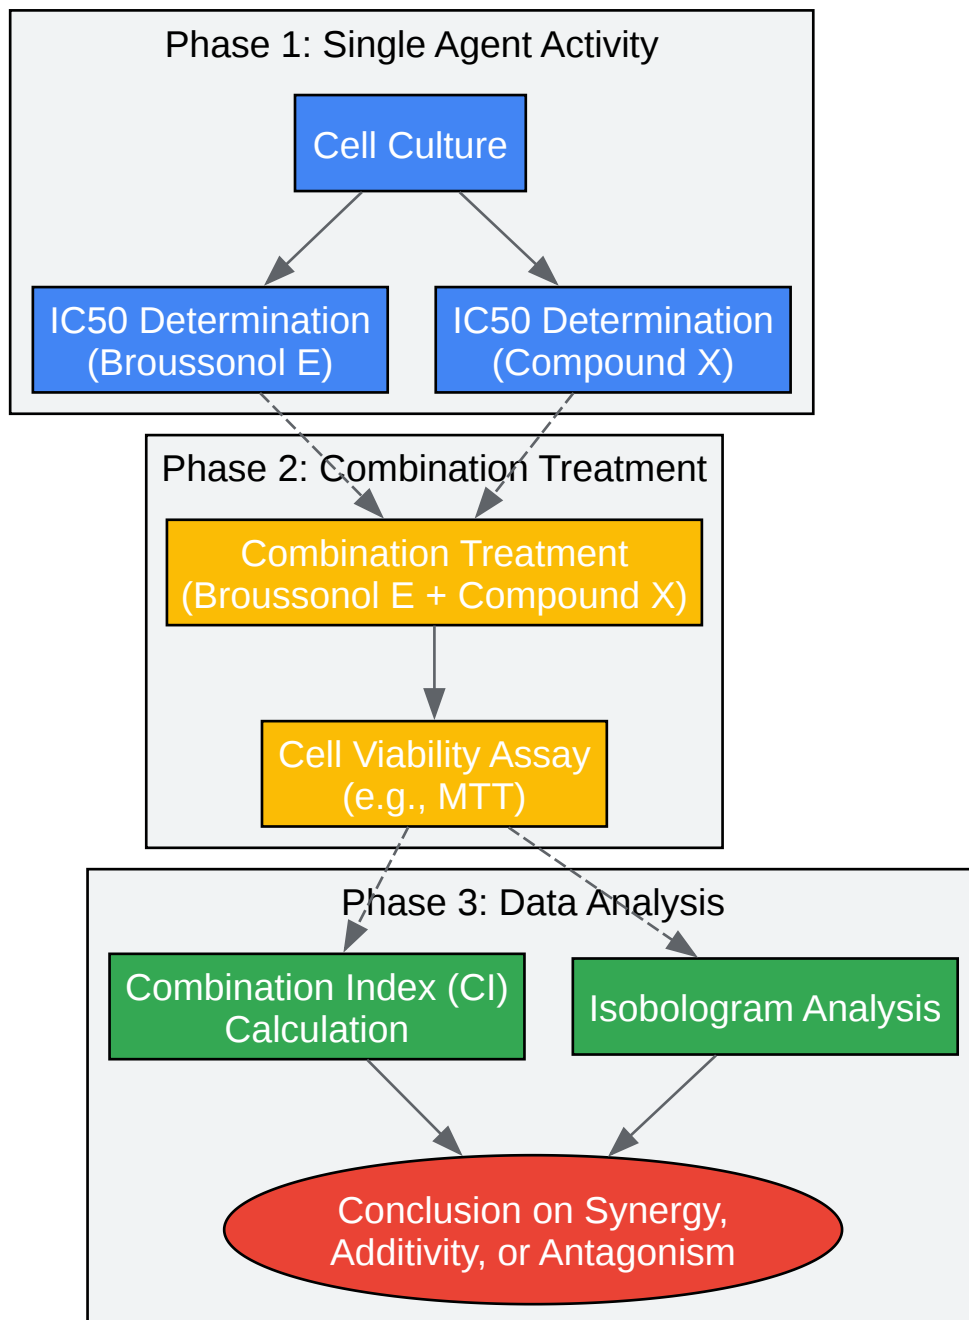 Phase 1: Single Agent Activity
Cell Culture
IC50 Determination
(Broussonol E)
IC50 Determination
(Compound X)
Phase 2: Combination Treatment
Combination Treatment
(Broussonol E + Compound X)
Cell Viability Assay
(e.g., MTT)
Phase 3: Data Analysis
Combination Index (CI)
Calculation
Isobologram Analysis
Conclusion on Synergy,
Additivity, or Antagonism